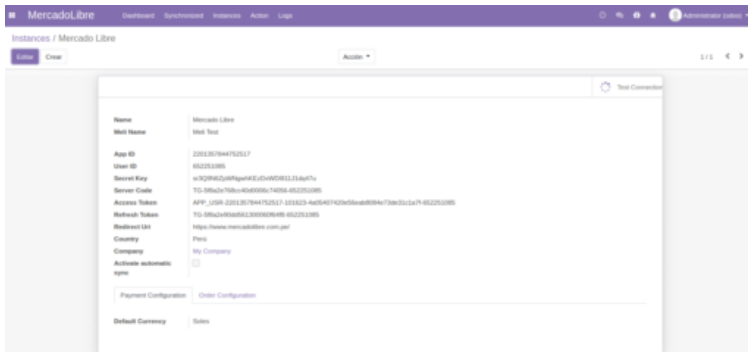 MercadoLibre Dashboard Synchronized Instances Action Logs Administrator
Instances / Mercado Libre
Editar Crear Acción 1 / 1
Test Connection
Name Mercado Libre
Meli Name Meli Test
App ID 2201357844752517
User ID 652251085
Secret Key
Server Code
Access Token
Refresh Token
Redirect Uri https://www.mercadolibre.com.pe/
Country Perú
Company My Company
Activate automatic
sync
Payment Configuration Order Configuration
Default Currency Soles